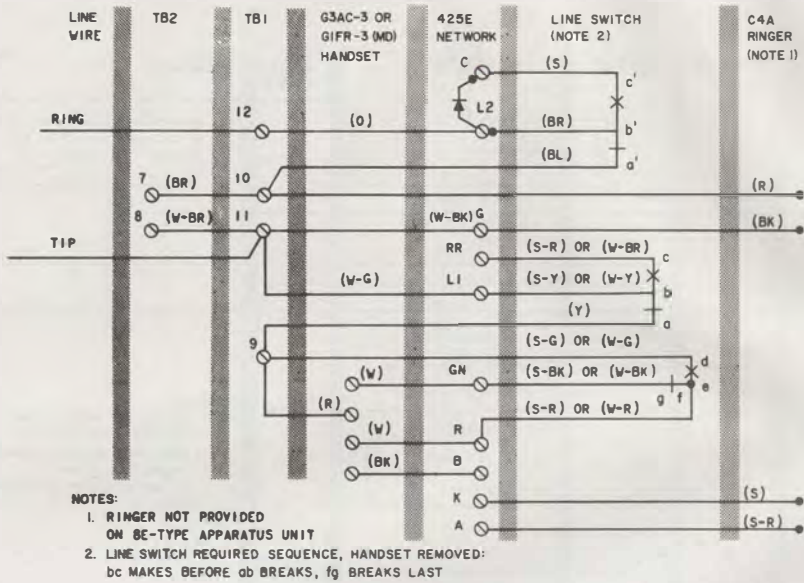 LINE WIRE
TB2
TB1
G3AC-3 OR
G1FR-3 (MD)
HANDSET
425E
NETWORK
LINE SWITCH
(NOTE 2)
C4A
RINGER
(NOTE 1)
C
(S)
c'
L2
RING
12
(O)
(BR)
b'
(BL)
a'
7
(BR)
10
(R)
8
(W-BR)
11
(W-BK)
G
(BK)
TIP
RR
(S-R) OR (W-BR)
c
(W-G)
L1
(S-Y) OR (W-Y)
b
(Y)
a
(S-G) OR (W-G)
9
d
(W)
GN
(S-BK) OR (W-BK)
e
g
f
(R)
(S-R) OR (W-R)
(W)
R
(BK)
B
K
(S)
A
(S-R)
NOTES:
1. RINGER NOT PROVIDED
ON 8E-TYPE APPARATUS UNIT
2. LINE SWITCH REQUIRED SEQUENCE, HANDSET REMOVED:
bc MAKES BEFORE ab BREAKS, fg BREAKS LAST